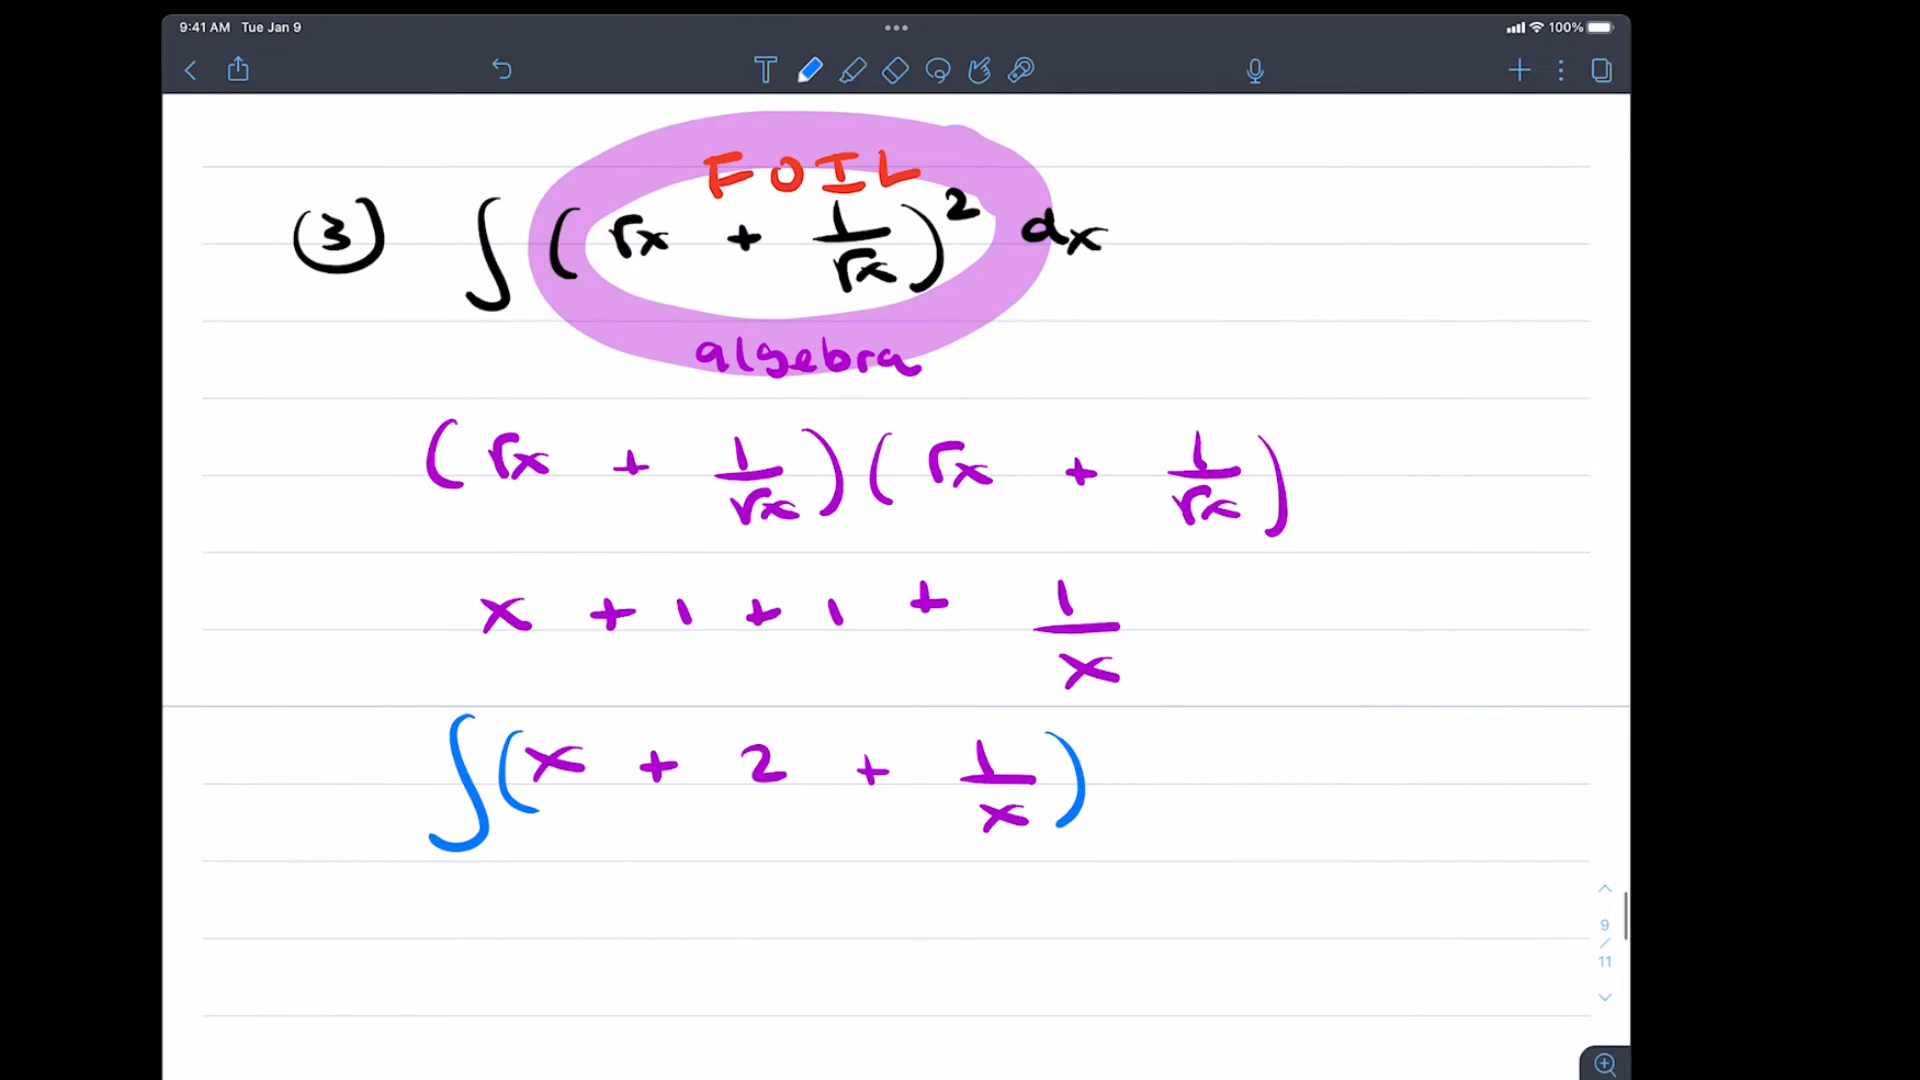 9:41 AM Tue Jan 9 100%
FOIL
(3) ∫ (√x + 1/√x)² dx
algebra
(√x + 1/√x)(√x + 1/√x)
x + 1 + 1 + 1/x
∫(x + 2 + 1/x)
9
/
11